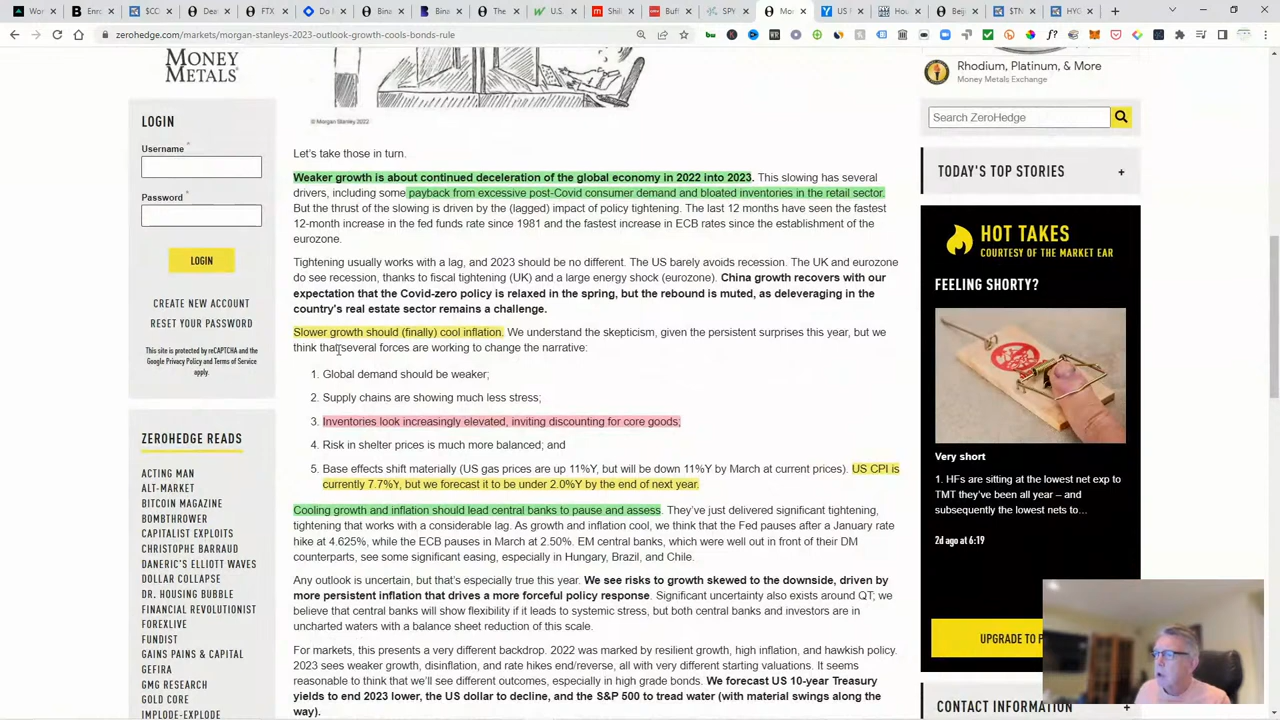 Wor
Enro
$CC
Dea
FTX
Do
Bina
Bina
The
U.S.
Shil
Buff
SPY
Mo
US I
Ho
Beij
$TN
HYC
zerohedge.com/markets/morgan-stanleys-2023-outlook-growth-cools-bonds-rule
MONEY
METALS
© Morgan Stanley 2022
LOGIN
Username *
Password *
LOGIN
CREATE NEW ACCOUNT
RESET YOUR PASSWORD
This site is protected by reCAPTCHA and the
Google Privacy Policy and Terms of Service
apply.
ZEROHEDGE READS
ACTING MAN
ALT-MARKET
BITCOIN MAGAZINE
BOMBTHROWER
CAPITALIST EXPLOITS
CHRISTOPHE BARRAUD
DANERIC'S ELLIOTT WAVES
DOLLAR COLLAPSE
DR. HOUSING BUBBLE
FINANCIAL REVOLUTIONIST
FOREXLIVE
FUNDIST
GAINS PAINS & CAPITAL
GEFIRA
GMG RESEARCH
GOLD CORE
IMPLODE-EXPLODE
Let's take those in turn.
Weaker growth is about continued deceleration of the global economy in 2022 into 2023. This slowing has several
drivers, including some payback from excessive post-Covid consumer demand and bloated inventories in the retail sector.
But the thrust of the slowing is driven by the (lagged) impact of policy tightening. The last 12 months have seen the fastest
12-month increase in the fed funds rate since 1981 and the fastest increase in ECB rates since the establishment of the
eurozone.
Tightening usually works with a lag, and 2023 should be no different. The US barely avoids recession. The UK and eurozone
do see recession, thanks to fiscal tightening (UK) and a large energy shock (eurozone). China growth recovers with our
expectation that the Covid-zero policy is relaxed in the spring, but the rebound is muted, as deleveraging in the
country's real estate sector remains a challenge.
Slower growth should (finally) cool inflation. We understand the skepticism, given the persistent surprises this year, but we
think that several forces are working to change the narrative:
1. Global demand should be weaker;
2. Supply chains are showing much less stress;
3. Inventories look increasingly elevated, inviting discounting for core goods;
4. Risk in shelter prices is much more balanced; and
5. Base effects shift materially (US gas prices are up 11%Y, but will be down 11%Y by March at current prices). US CPI is
currently 7.7%Y, but we forecast it to be under 2.0%Y by the end of next year.
Cooling growth and inflation should lead central banks to pause and assess. They've just delivered significant tightening,
tightening that works with a considerable lag. As growth and inflation cool, we think that the Fed pauses after a January rate
hike at 4.625%, while the ECB pauses in March at 2.50%. EM central banks, which were well out in front of their DM
counterparts, see some significant easing, especially in Hungary, Brazil, and Chile.
Any outlook is uncertain, but that's especially true this year. We see risks to growth skewed to the downside, driven by
more persistent inflation that drives a more forceful policy response. Significant uncertainty also exists around QT; we
believe that central banks will show flexibility if it leads to systemic stress, but both central banks and investors are in
uncharted waters with a balance sheet reduction of this scale.
For markets, this presents a very different backdrop. 2022 was marked by resilient growth, high inflation, and hawkish policy.
2023 sees weaker growth, disinflation, and rate hikes end/reverse, all with very different starting valuations. It seems
reasonable to think that we'll see different outcomes, especially in high grade bonds. We forecast US 10-year Treasury
yields to end 2023 lower, the US dollar to decline, and the S&P 500 to tread water (with material swings along the
way).
Rhodium, Platinum, & More
Money Metals Exchange
Search ZeroHedge
TODAY'S TOP STORIES +
HOT TAKES
COURTESY OF THE MARKET EAR
FEELING SHORTY?
Very short
1. HFs are sitting at the lowest net exp to
TMT they've been all year – and
subsequently the lowest nets to...
2d ago at 6:19
UPGRADE TO P
CONTACT INFORMATION +